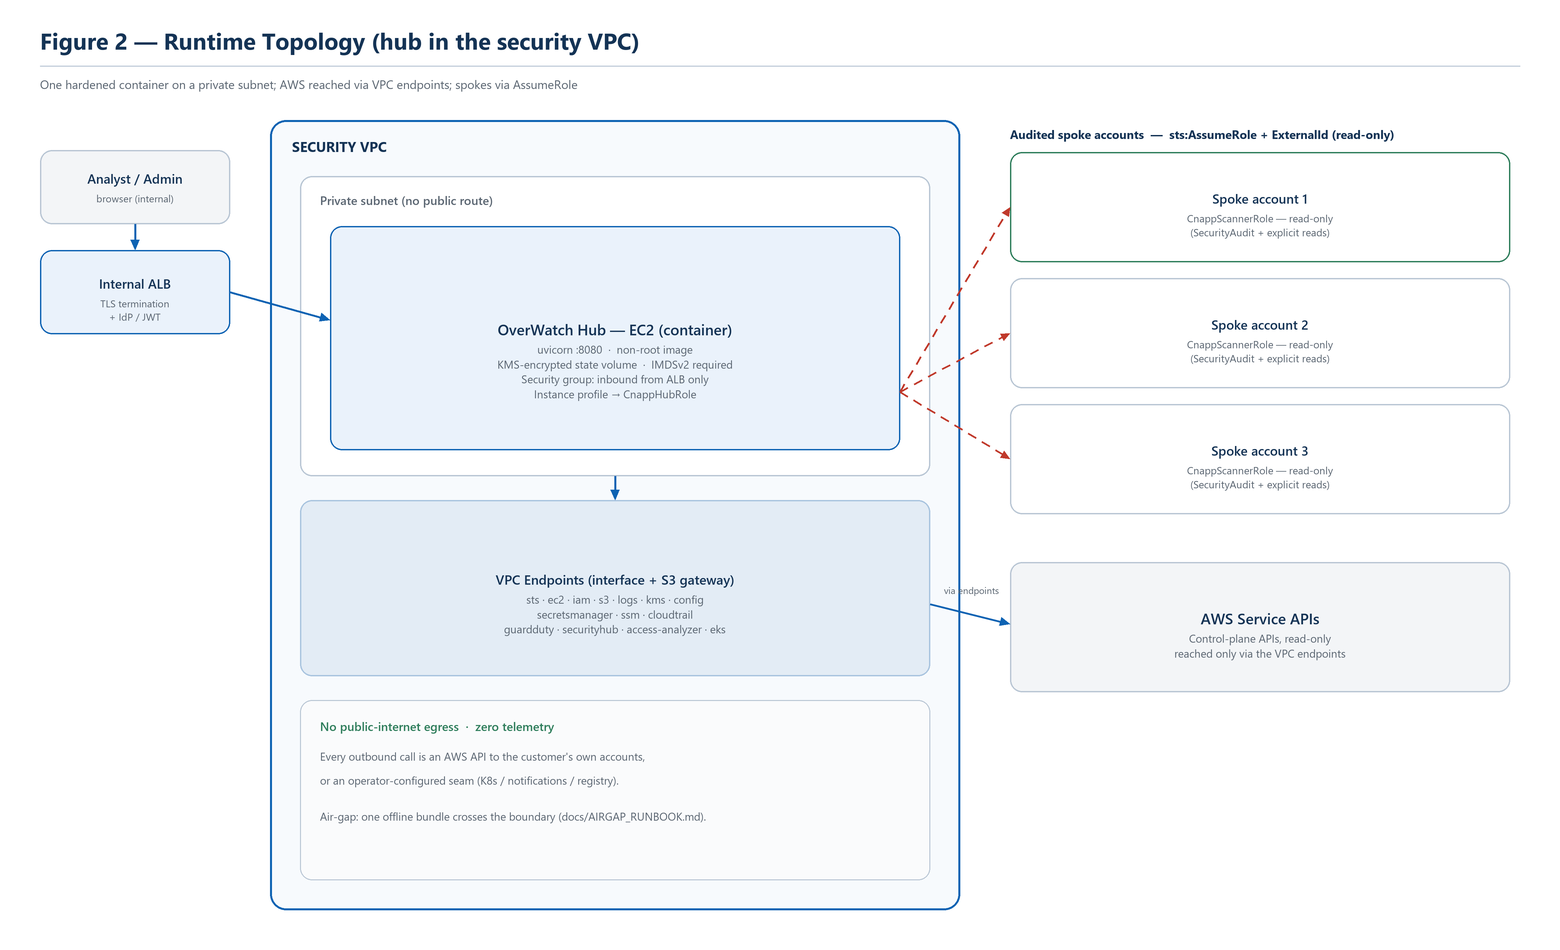 Figure 2 — Runtime Topology (hub in the security VPC)
One hardened container on a private subnet; AWS reached via VPC endpoints; spokes via AssumeRole
Analyst / Admin
browser (internal)
Internal ALB
TLS termination
+ IdP / JWT
SECURITY VPC
Private subnet (no public route)
OverWatch Hub — EC2 (container)
uvicorn :8080 · non-root image
KMS-encrypted state volume · IMDSv2 required
Security group: inbound from ALB only
Instance profile → CnappHubRole
VPC Endpoints (interface + S3 gateway)
sts · ec2 · iam · s3 · logs · kms · config
secretsmanager · ssm · cloudtrail
guardduty · securityhub · access-analyzer · eks
No public-internet egress · zero telemetry
Every outbound call is an AWS API to the customer's own accounts,
or an operator-configured seam (K8s / notifications / registry).
Air-gap: one offline bundle crosses the boundary (docs/AIRGAP_RUNBOOK.md).
via endpoints
Audited spoke accounts — sts:AssumeRole + ExternalId (read-only)
Spoke account 1
CnappScannerRole — read-only
(SecurityAudit + explicit reads)
Spoke account 2
CnappScannerRole — read-only
(SecurityAudit + explicit reads)
Spoke account 3
CnappScannerRole — read-only
(SecurityAudit + explicit reads)
AWS Service APIs
Control-plane APIs, read-only
reached only via the VPC endpoints